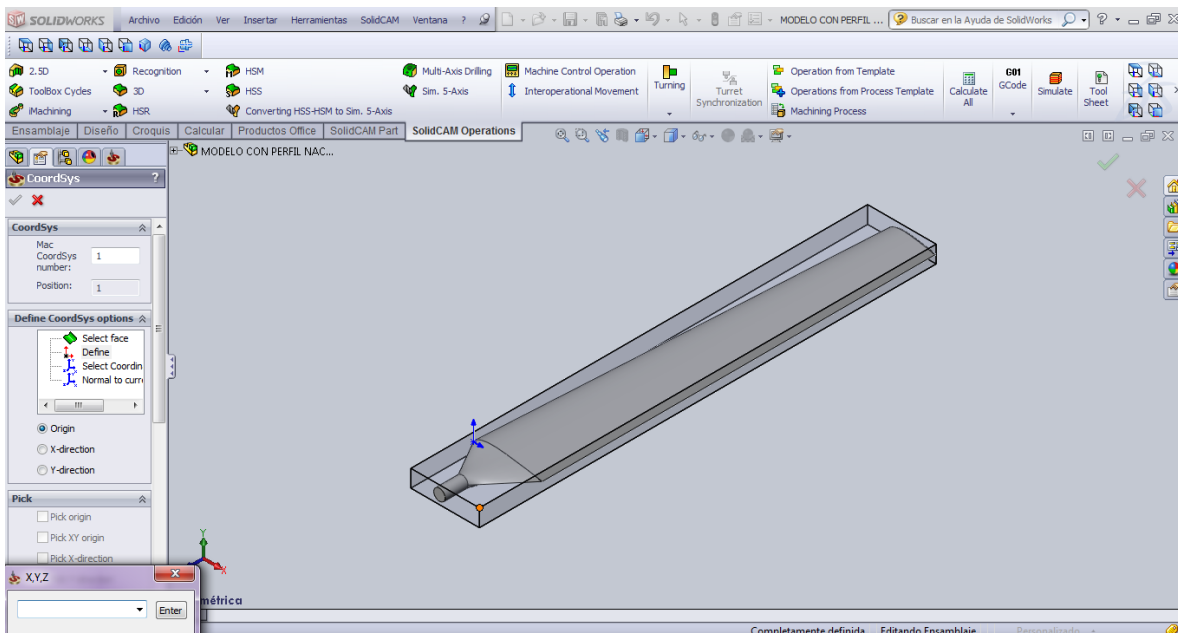 SOLIDWORKS Archivo Edición Ver Insertar Herramientas SolidCAM Ventana ? MODELO CON PERFIL ... Buscar en la Ayuda de SolidWorks
2.5D Recognition HSM Multi-Axis Drilling Machine Control Operation Turning Turret Synchronization Operation from Template Calculate All G01 GCode Simulate Tool Sheet
ToolBox Cycles 3D HSS Sim. 5-Axis Interoperational Movement Operations from Process Template
iMachining HSR Converting HSS-HSM to Sim. 5-Axis Machining Process
Ensamblaje Diseño Croquis Calcular Productos Office SolidCAM Part SolidCAM Operations
MODELO CON PERFIL NAC...
CoordSys ?
CoordSys
Mac
CoordSys
number:
1
Position: 1
Define CoordSys options
Select face
Define
Select Coordin
Normal to curr
Origin
X-direction
Y-direction
Pick
Pick origin
Pick XY origin
Pick X-direction
Y
X
X,Y,Z
Enter
métrica
Completamente definida Editando Ensamblaje Personalizado